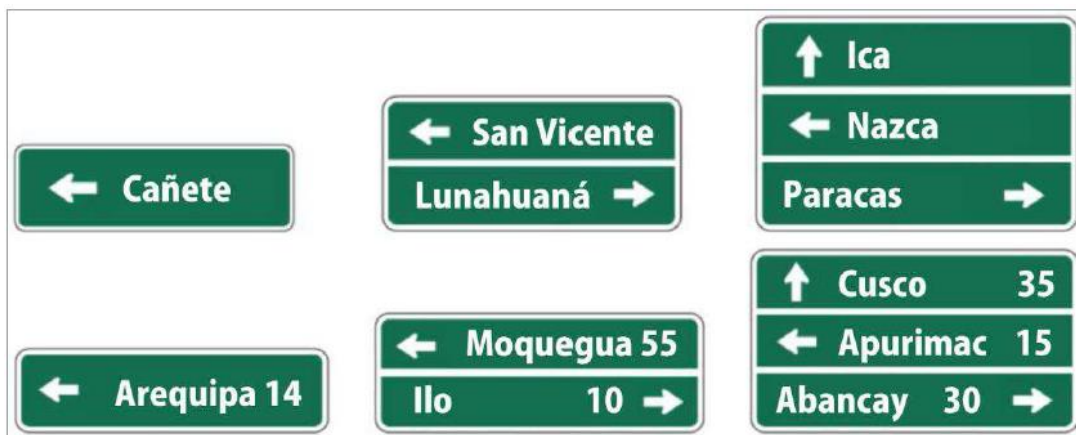 Cañete
San Vicente
Lunahuaná
Ica
Nazca
Paracas
Arequipa 14
Moquegua 55
Ilo 10
Cusco 35
Apurimac 15
Abancay 30